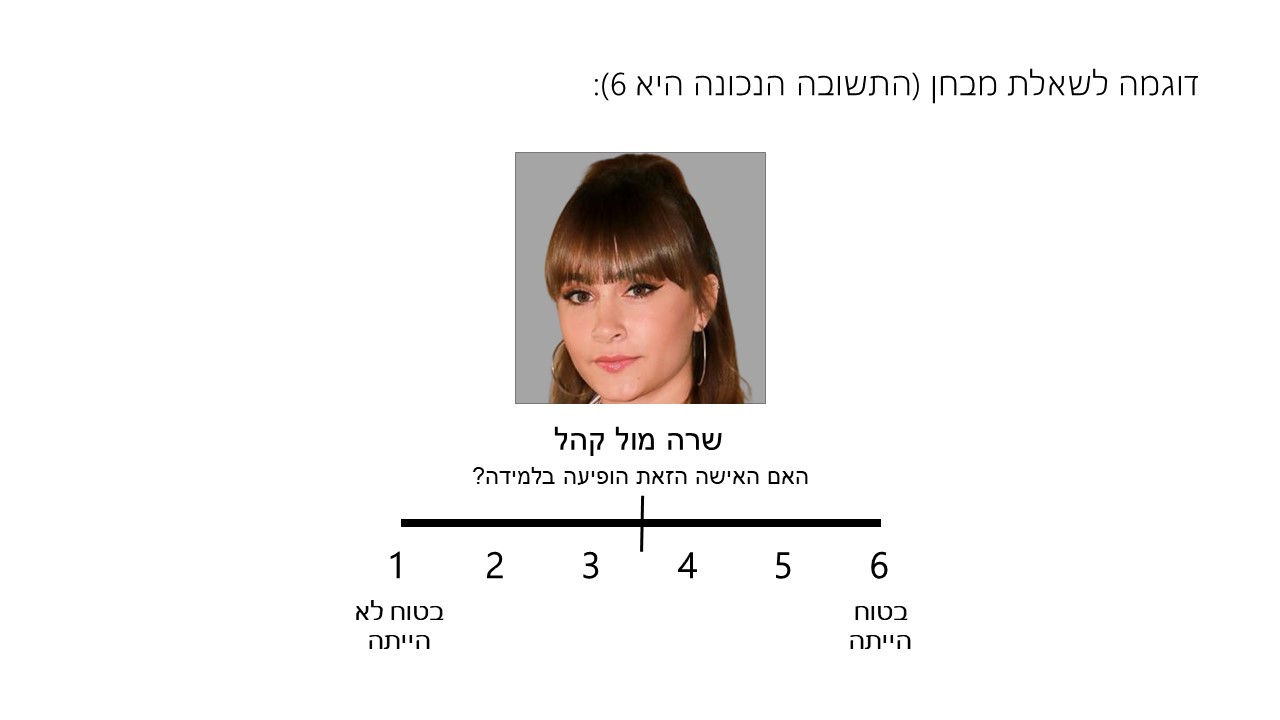 דוגמה לשאלת מבחן (התשובה הנכונה היא 6):
שרה מול קהל
האם האישה הזאת הופיעה בלמידה?
1 2 3 4 5 6
בטוח לא
הייתה
בטוח
הייתה